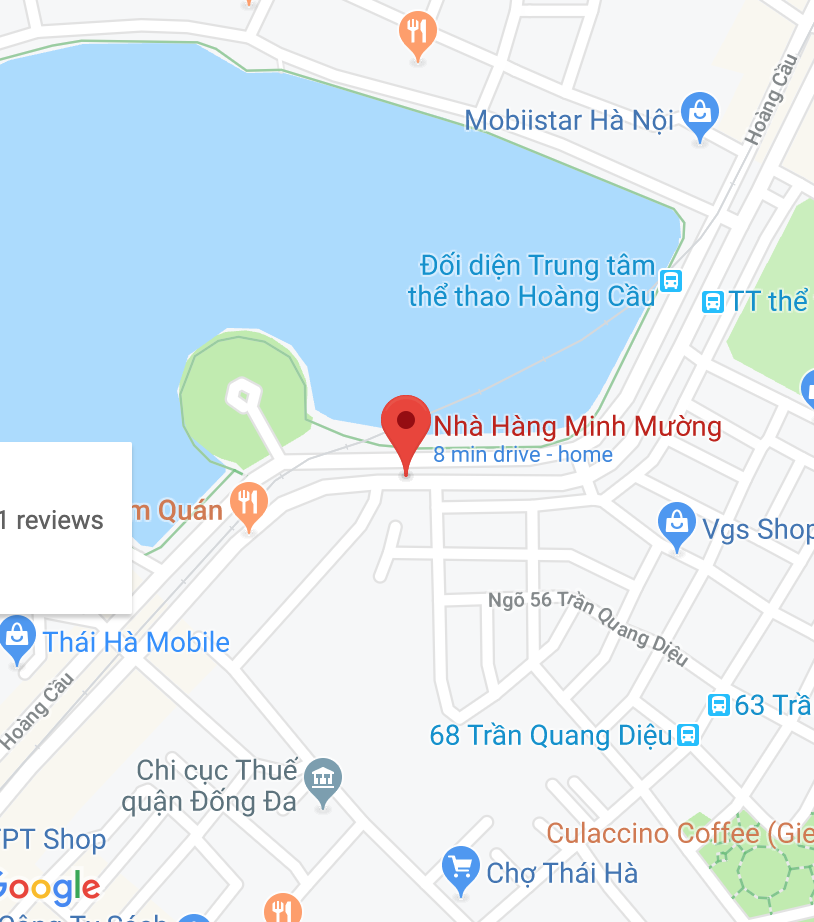 Hoàng Cầu
Mobiistar Hà Nội
Đối diện Trung tâm
thể thao Hoàng Cầu
TT thể
Nhà Hàng Minh Mường
8 min drive - home
m Quán
1 reviews
Vgs Shop
Ngõ 56 Trần Quang Diệu
Thái Hà Mobile
Hoàng Cầu
63 Trầ
68 Trần Quang Diệu
Chi cục Thuế
quận Đống Đa
Culaccino Coffee (Gie
PT Shop
Chợ Thái Hà
Google